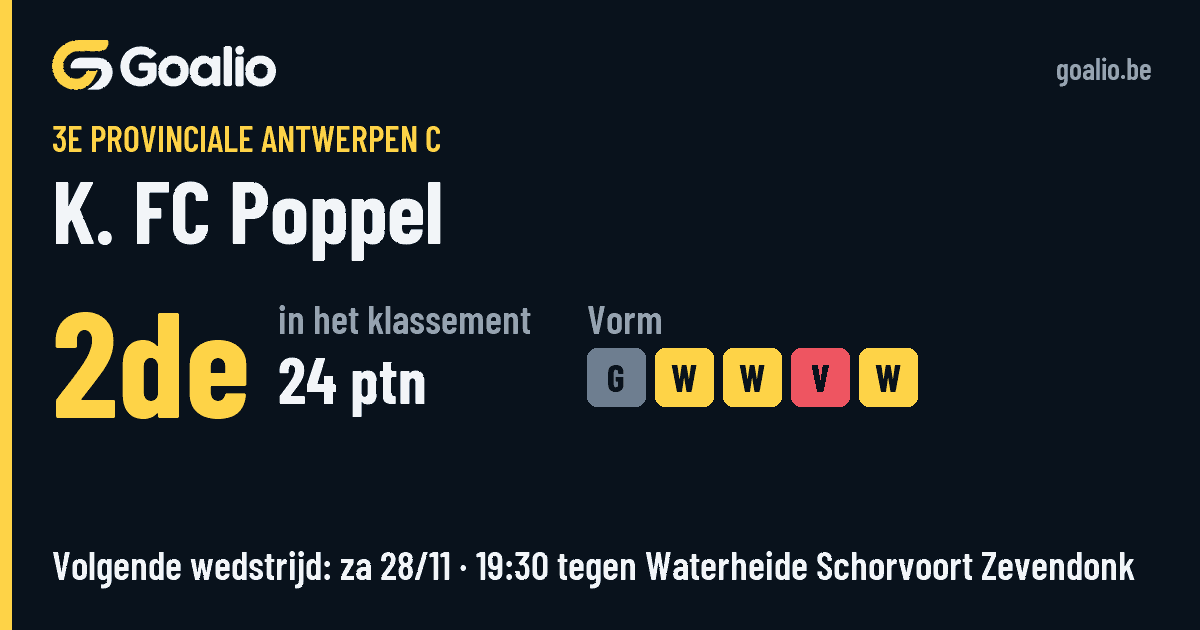 Goalio
goalio.be
3E PROVINCIALE ANTWERPEN C
K. FC Poppel
2de
in het klassement
24 ptn
Vorm
G W W V W
Volgende wedstrijd: za 28/11 · 19:30 tegen Waterheide Schorvoort Zevendonk